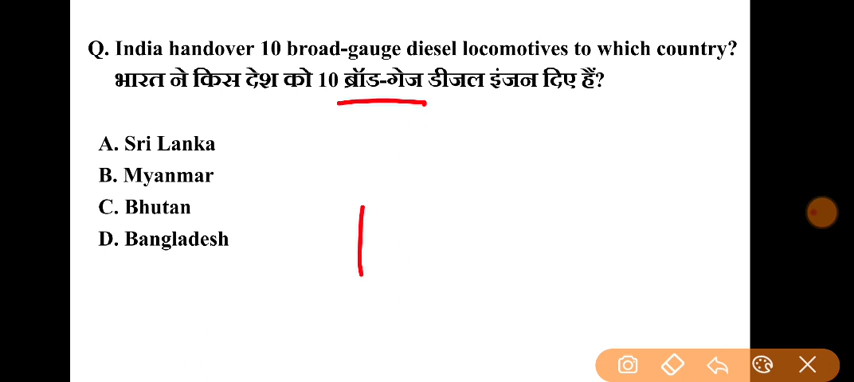 Q. India handover 10 broad-gauge diesel locomotives to which country?
भारत ने किस देश को 10 ब्रॉड-गेज डीजल इंजन दिए हैं?
A. Sri Lanka
B. Myanmar
C. Bhutan
D. Bangladesh